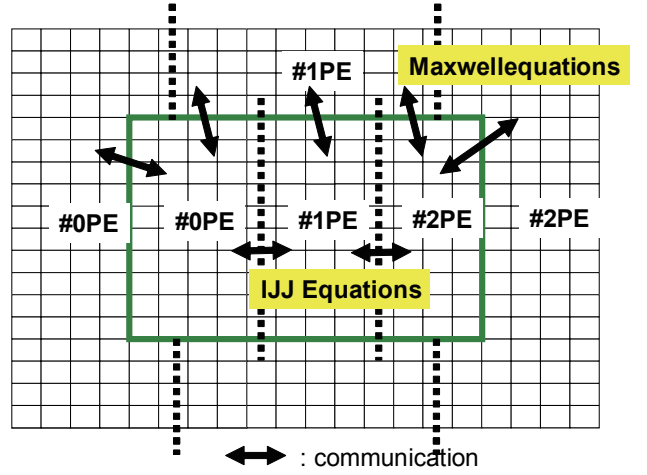 #1PE
Maxwellequations
#0PE
#0PE
#1PE
#2PE
#2PE
IJJ Equations
: communication